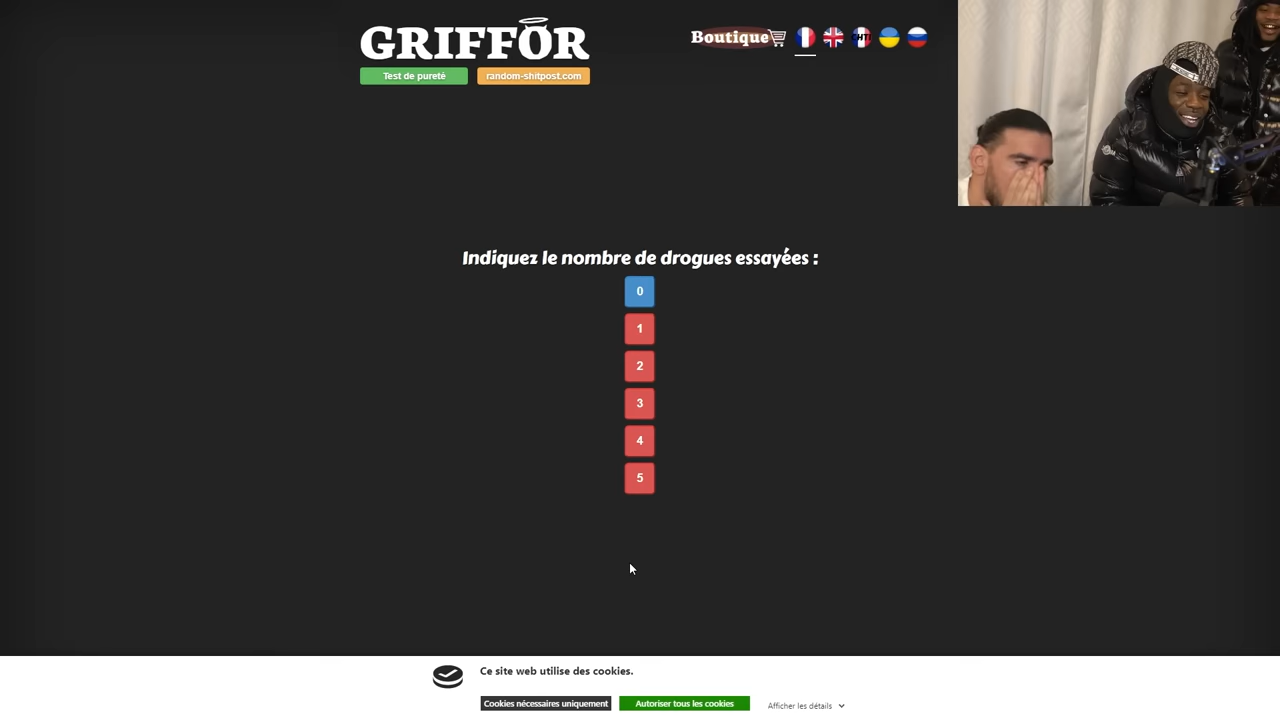 GRIFFOR
Boutique
CHTI
Test de pureté
random-shitpost.com
Indiquez le nombre de drogues essayées :
0
1
2
3
4
5
Ce site web utilise des cookies.
Cookies nécessaires uniquement
Autoriser tous les cookies
Afficher les détails